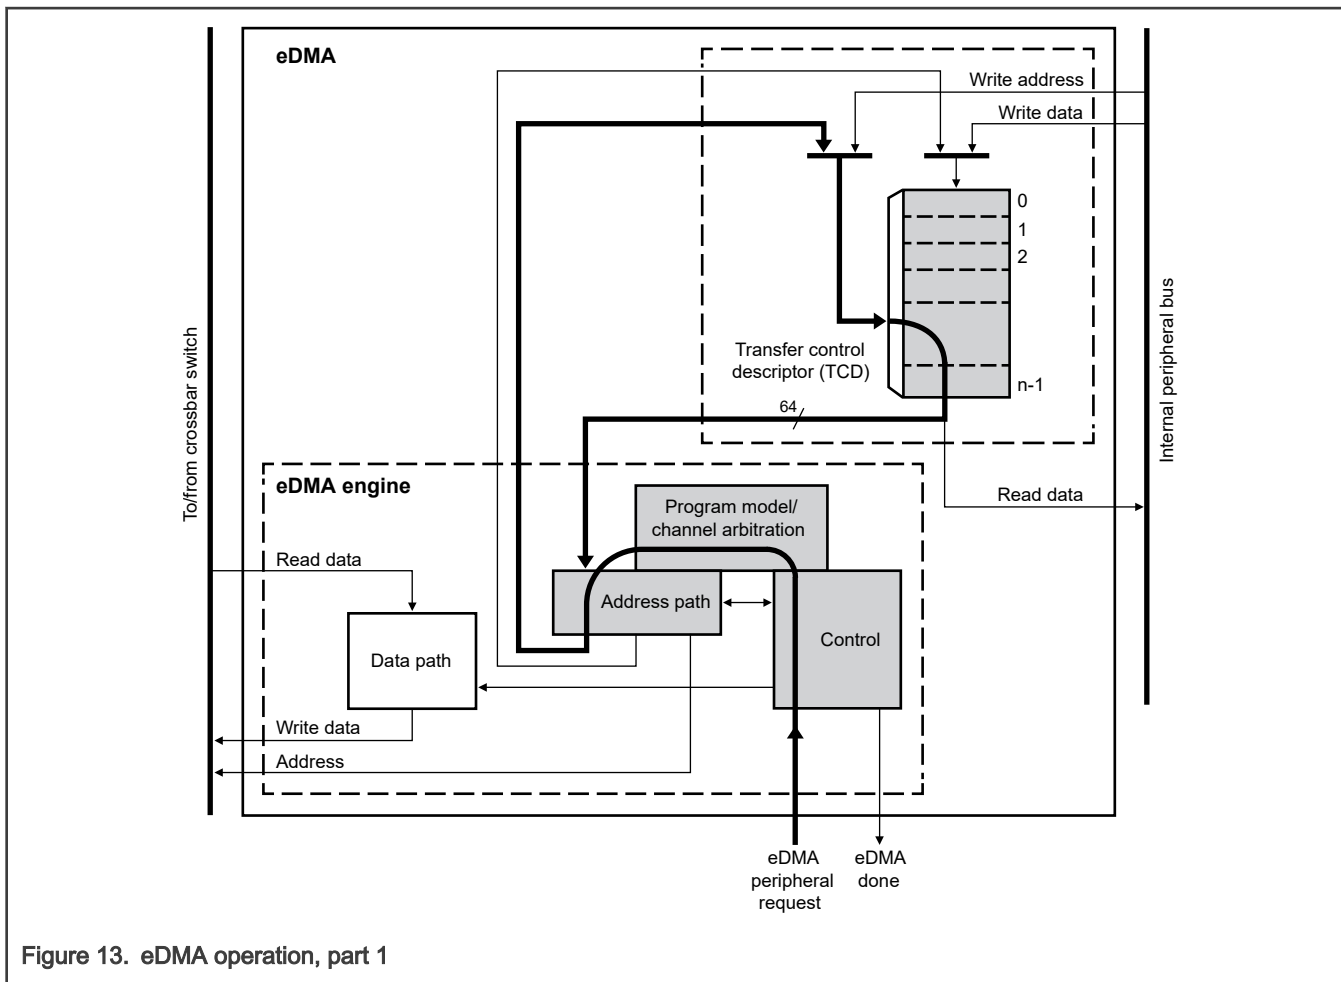 eDMA
Write address
Write data
0
1
2
Transfer control
descriptor (TCD)
n-1
64
To/from crossbar switch
Internal peripheral bus
eDMA engine
Program model/
channel arbitration
Read data
Read data
Address path
Control
Data path
Write data
Address
eDMA
peripheral
request
eDMA
done
Figure 13. eDMA operation, part 1